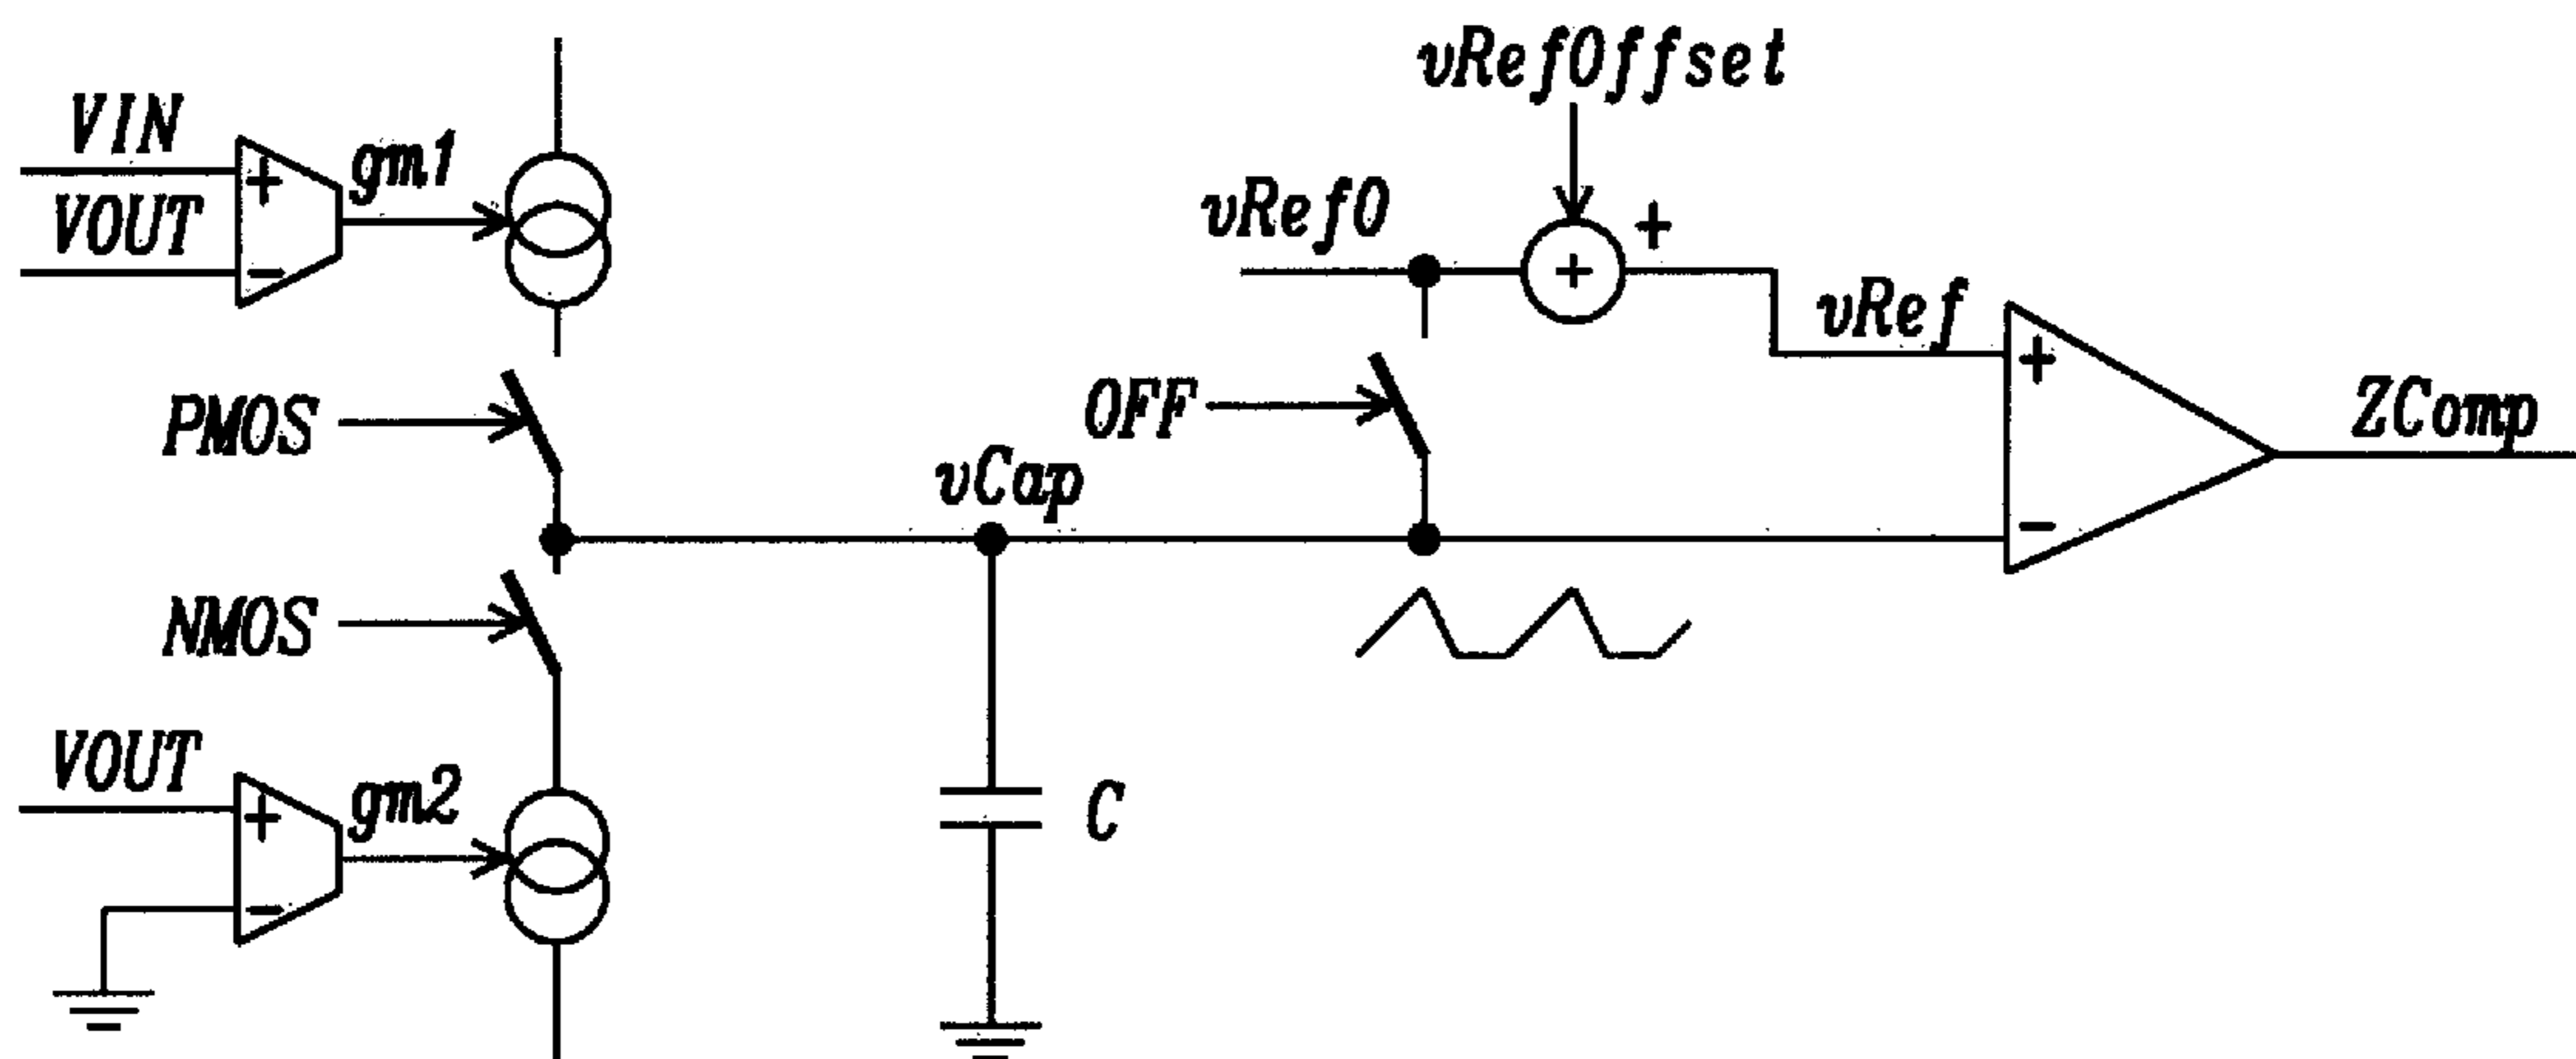 vRefOffset
VIN
gm1
VOUT
vRef0
+
vRef
PMOS
OFF
ZComp
vCap
NMOS
VOUT
gm2
C